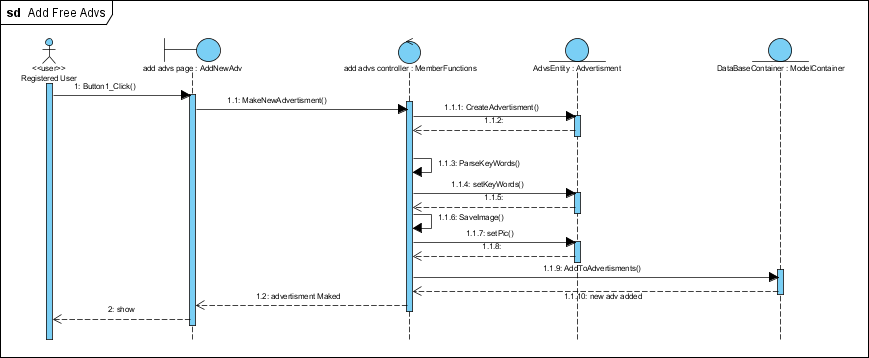 sd Add Free Advs
<<user>>
Registered User
add advs page : AddNewAdv
add advs controller : MemberFunctions
AdvsEntity : Advertisment
DataBaseContainer : ModelContainer
1: Button1_Click()
1.1: MakeNewAdvertisment()
1.1.1: CreateAdvertisment()
1.1.2:
1.1.3: ParseKeyWords()
1.1.4: setKeyWords()
1.1.5:
1.1.6: SaveImage()
1.1.7: setPic()
1.1.8:
1.1.9: AddToAdvertisments()
1.1.10: new adv added
1.2: advertisment Maked
2: show